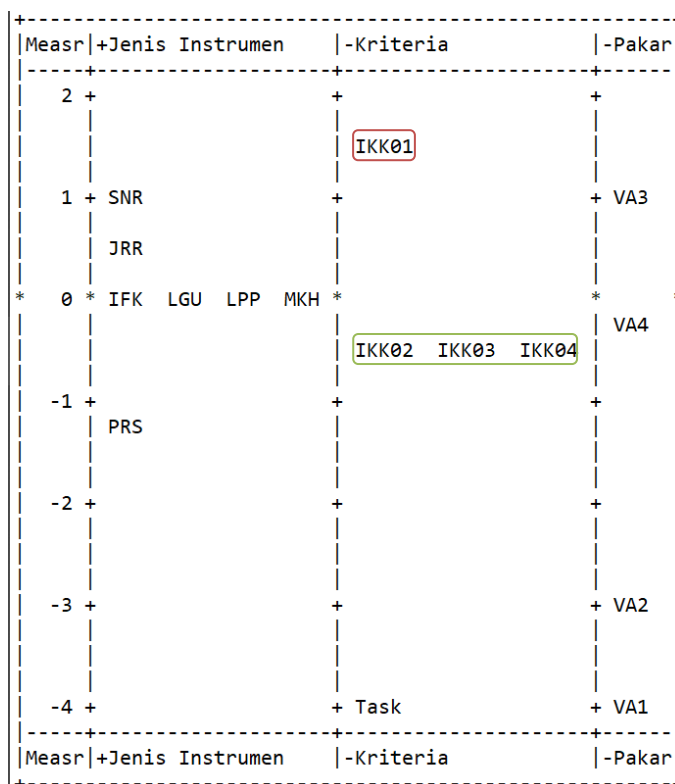 |Measr|+Jenis Instrumen |-Kriteria |-Pakar
2
IKK01
1 + SNR + + VA3
JRR
* 0 * IFK LGU LPP MKH * * *
VA4
IKK02 IKK03 IKK04
-1 + + +
PRS
-2 + + +
-3 + + + VA2
-4 + + Task + VA1
|Measr|+Jenis Instrumen |-Kriteria |-Pakar